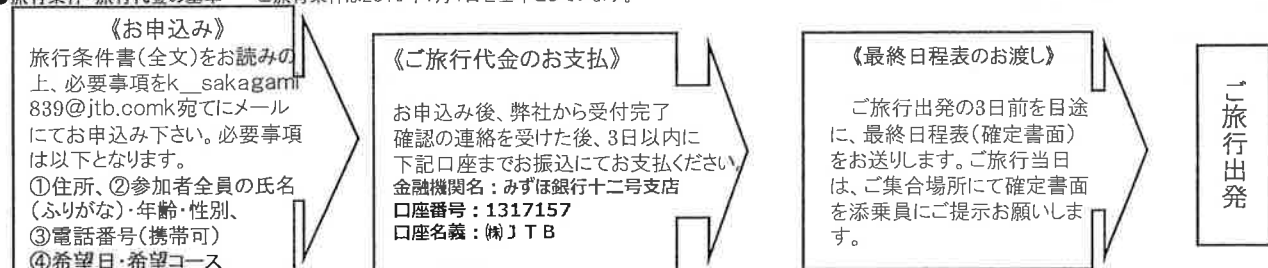 《お申込み》
旅行条件書(全文)をお読みの
上、必要事項をk__sakagami
839@jtb.comk宛てにメール
にてお申込み下さい。必要事項
は以下となります。
①住所、②参加者全員の氏名
(ふりがな)・年齢・性別、
③電話番号(携帯可)
④希望日・希望コース
《ご旅行代金のお支払》
お申込み後、弊社から受付完了
確認の連絡を受けた後、3日以内に
下記口座までお振込にてお支払ください。
金融機関名：みずほ銀行十二号支店
口座番号：1317157
口座名義：㈱ＪＴＢ
《最終日程表のお渡し》
ご旅行出発の3日前を目途
に、最終日程表(確定書面)
をお送りします。ご旅行当日
は、ご集合場所にて確定書面
を添乗員にご提示お願いしま
す。
ご旅行出発